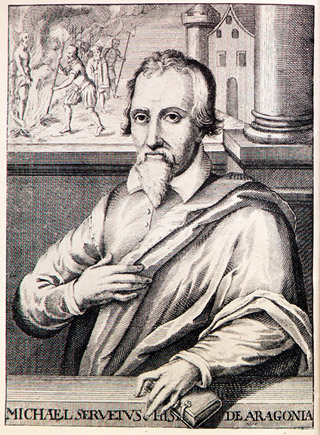 MICHAEL SERVETVS DE ARAGONIA